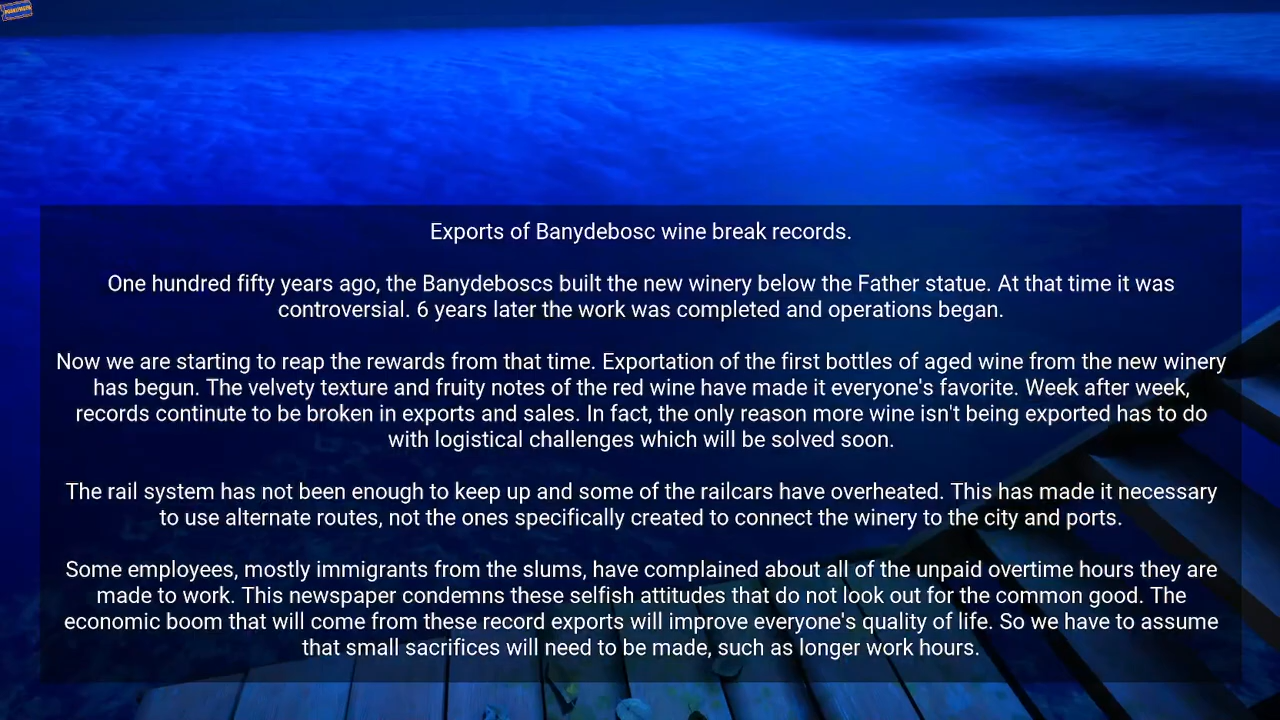 Exports of Banydebosc wine break records.
One hundred fifty years ago, the Banydeboscs built the new winery below the Father statue. At that time it was
controversial. 6 years later the work was completed and operations began.
Now we are starting to reap the rewards from that time. Exportation of the first bottles of aged wine from the new winery
has begun. The velvety texture and fruity notes of the red wine have made it everyone's favorite. Week after week,
records continute to be broken in exports and sales. In fact, the only reason more wine isn't being exported has to do
with logistical challenges which will be solved soon.
The rail system has not been enough to keep up and some of the railcars have overheated. This has made it necessary
to use alternate routes, not the ones specifically created to connect the winery to the city and ports.
Some employees, mostly immigrants from the slums, have complained about all of the unpaid overtime hours they are
made to work. This newspaper condemns these selfish attitudes that do not look out for the common good. The
economic boom that will come from these record exports will improve everyone's quality of life. So we have to assume
that small sacrifices will need to be made, such as longer work hours.